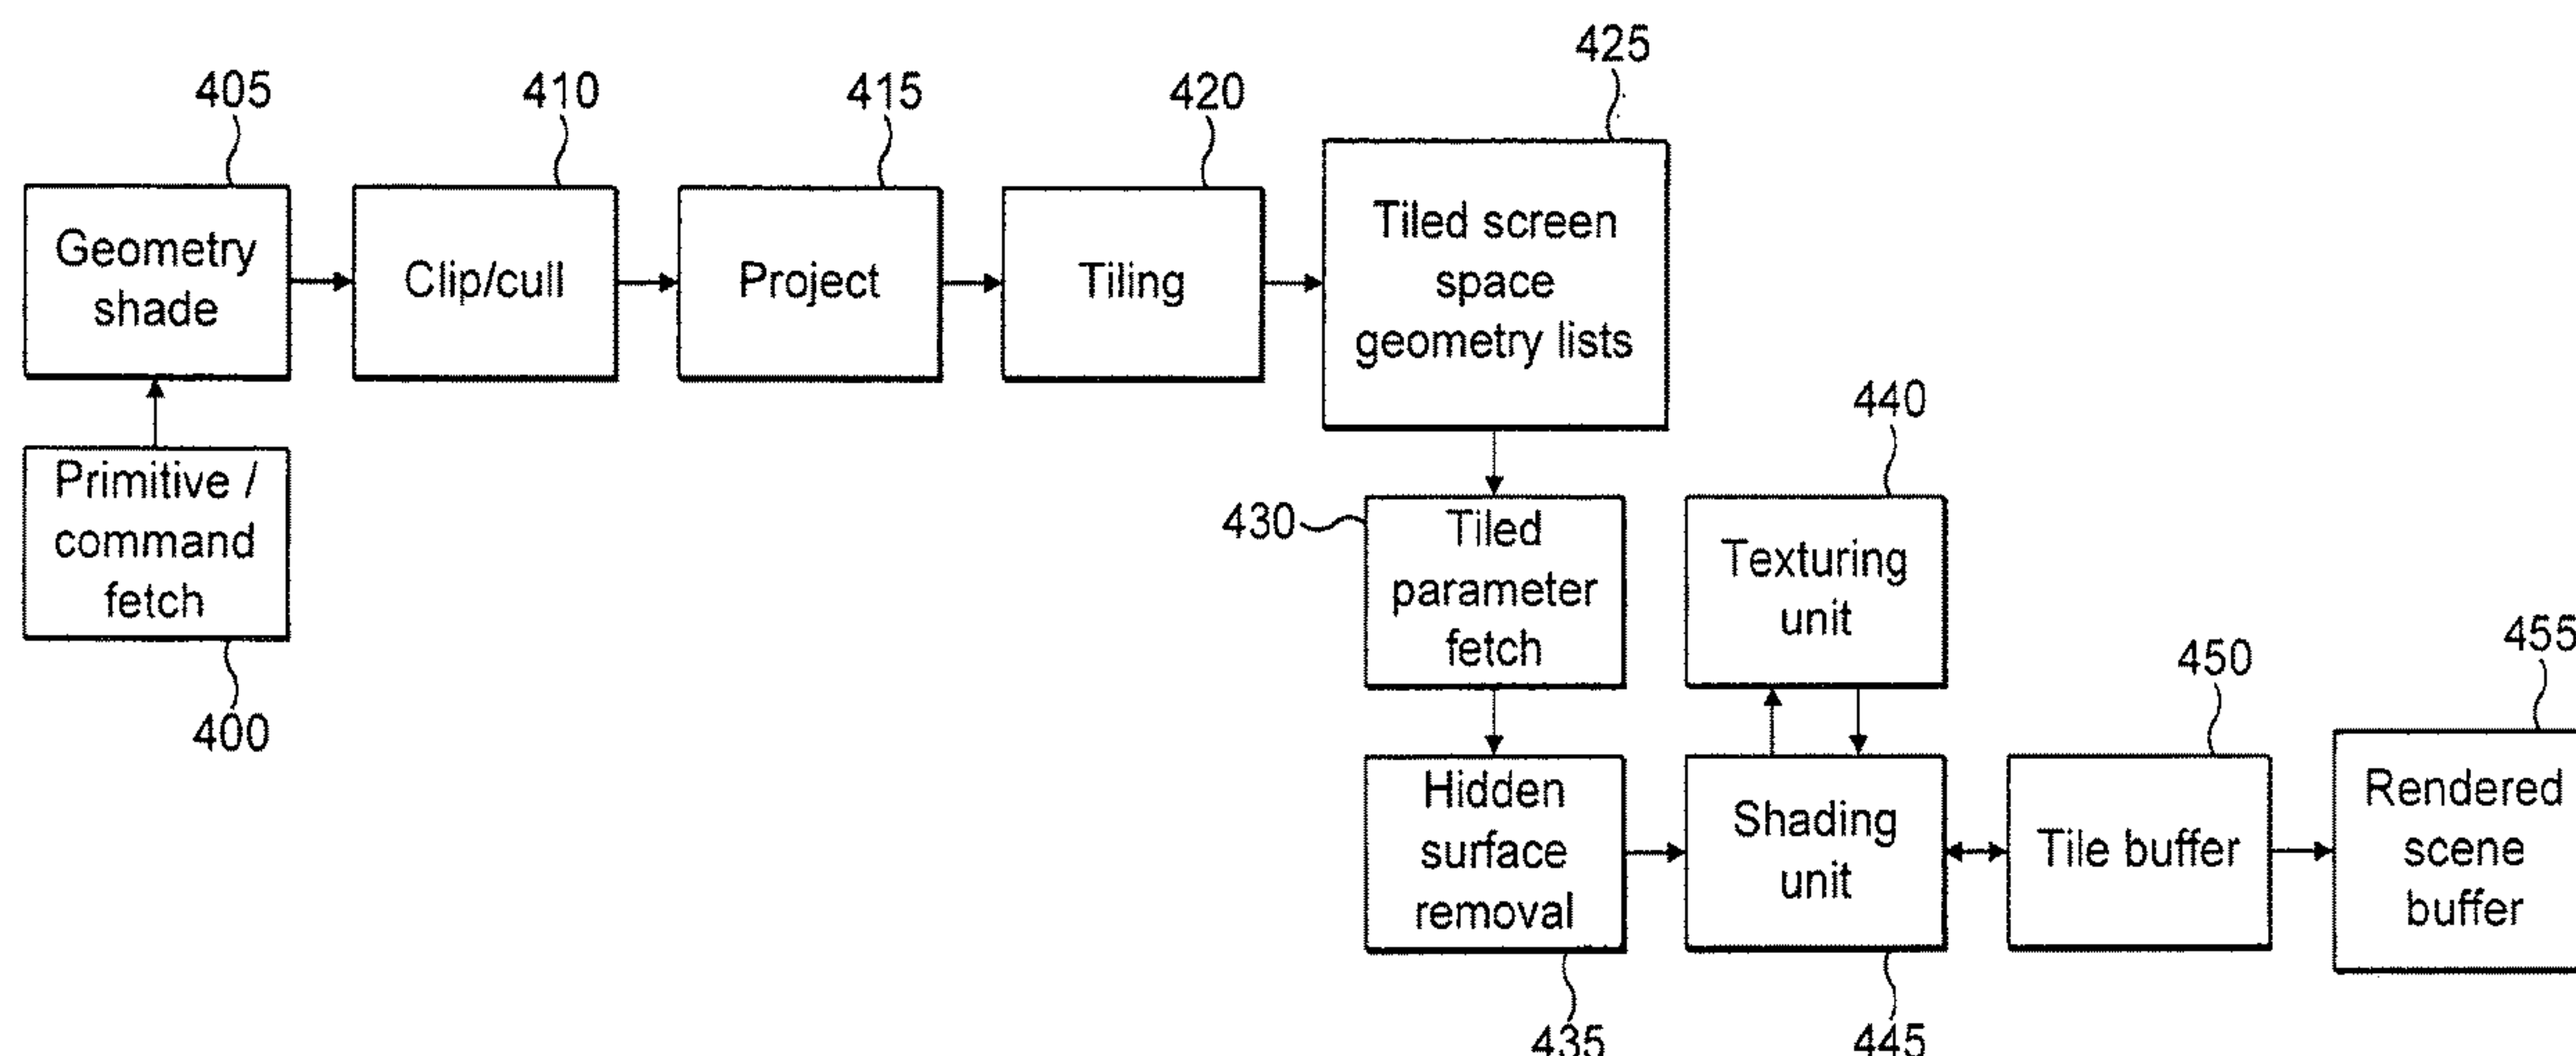 425
405
410
415
420
Geometry
shade
Clip/cull
Project
Tiling
Tiled screen
space
geometry lists
Primitive /
command
fetch
400
430
Tiled
parameter
fetch
440
Texturing
unit
Hidden
surface
removal
435
Shading
unit
445
450
Tile buffer
455
Rendered
scene
buffer